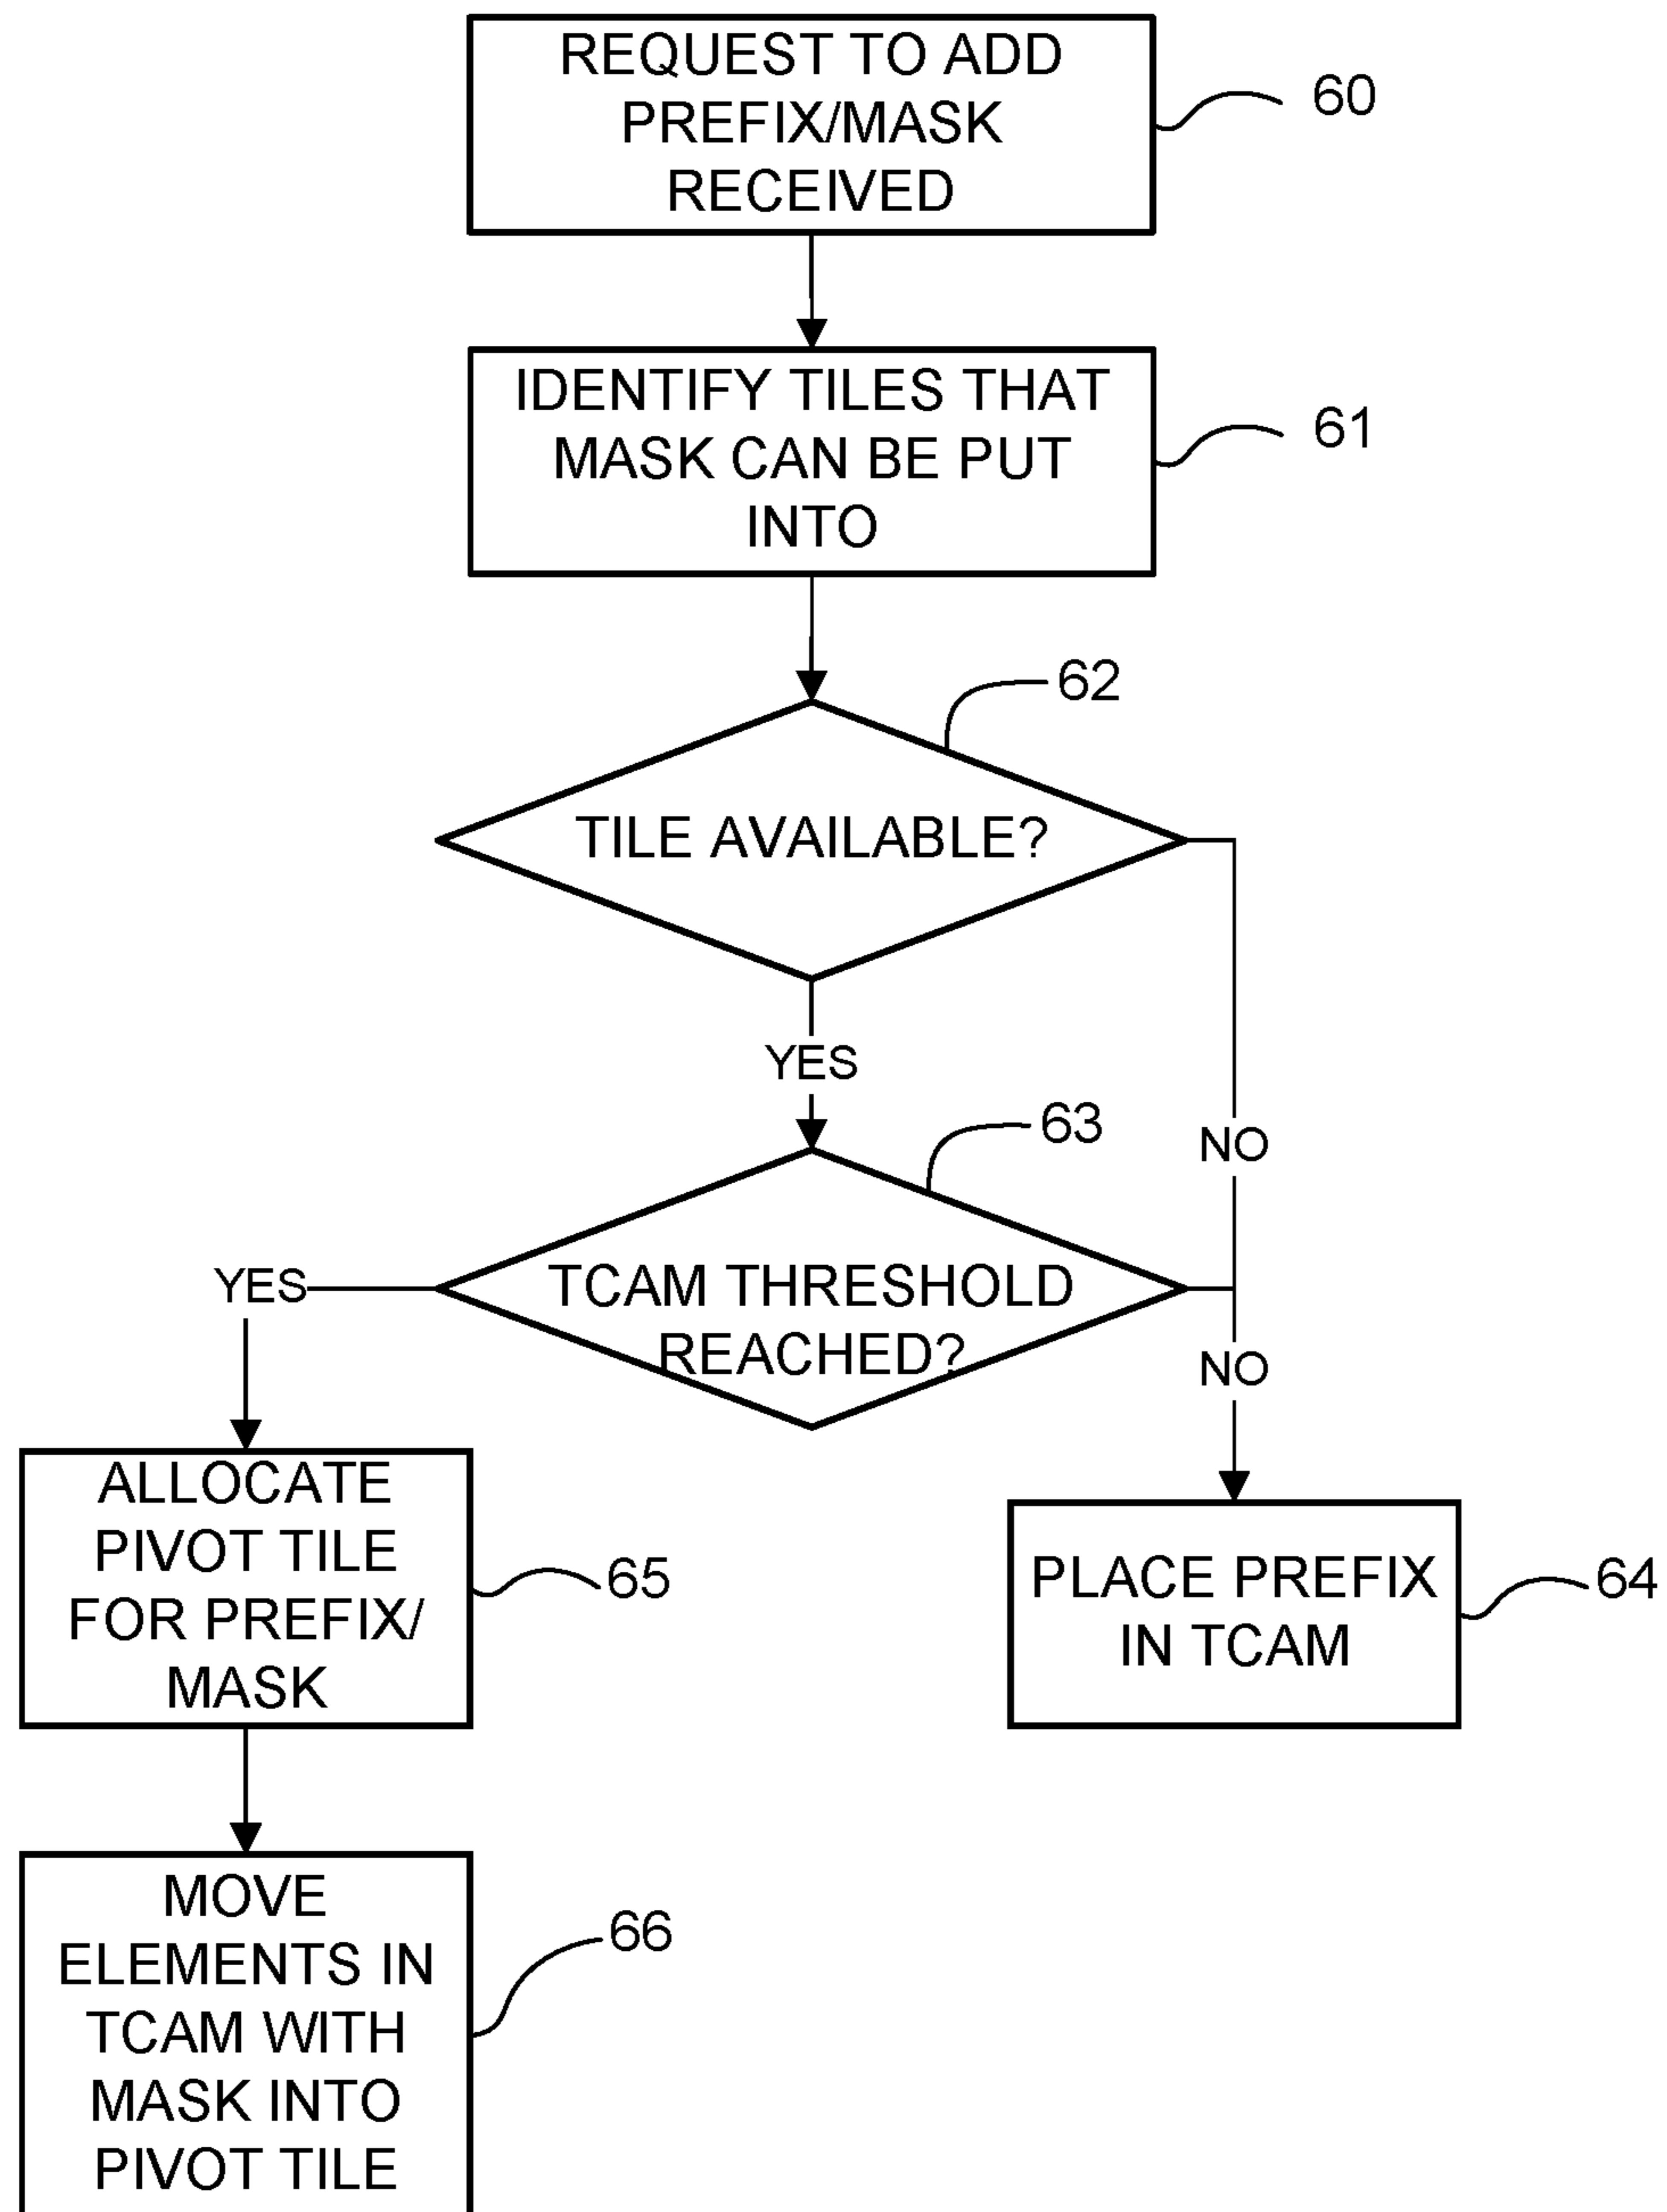 REQUEST TO ADD
PREFIX/MASK
RECEIVED
60
IDENTIFY TILES THAT
MASK CAN BE PUT
INTO
61
62
TILE AVAILABLE?
YES
63
NO
YES
TCAM THRESHOLD
REACHED?
NO
ALLOCATE
PIVOT TILE
FOR PREFIX/
MASK
65
PLACE PREFIX
IN TCAM
64
MOVE
ELEMENTS IN
TCAM WITH
MASK INTO
PIVOT TILE
66